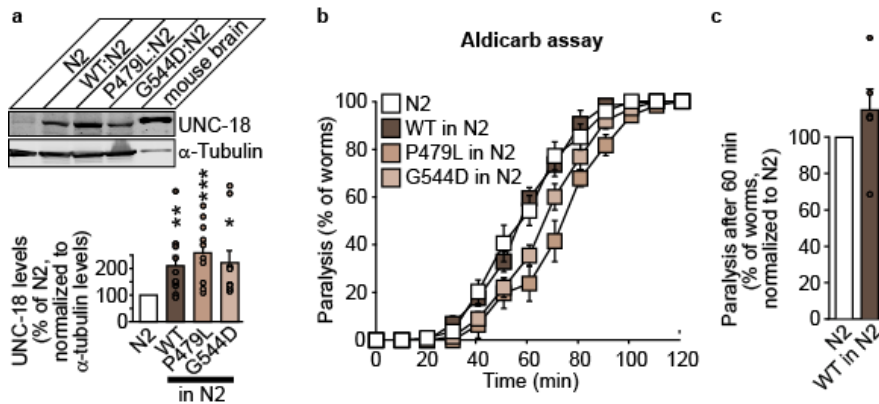 a
N2
WT:N2
P479L:N2
G544D:N2
mouse brain
UNC-18
α-Tubulin
UNC-18 levels
(% of N2,
normalized to
α-tubulin levels)
200
100
0
**
****
*
N2
WT
P479L
G544D
in N2
b
Aldicarb assay
Paralysis (% of worms)
100
80
60
40
20
0
N2
WT in N2
P479L in N2
G544D in N2
0 20 40 60 80 100 120
Time (min)
c
Paralysis after 60 min
(% of worms,
normalized to N2)
100
80
60
40
20
0
N2
WT in N2